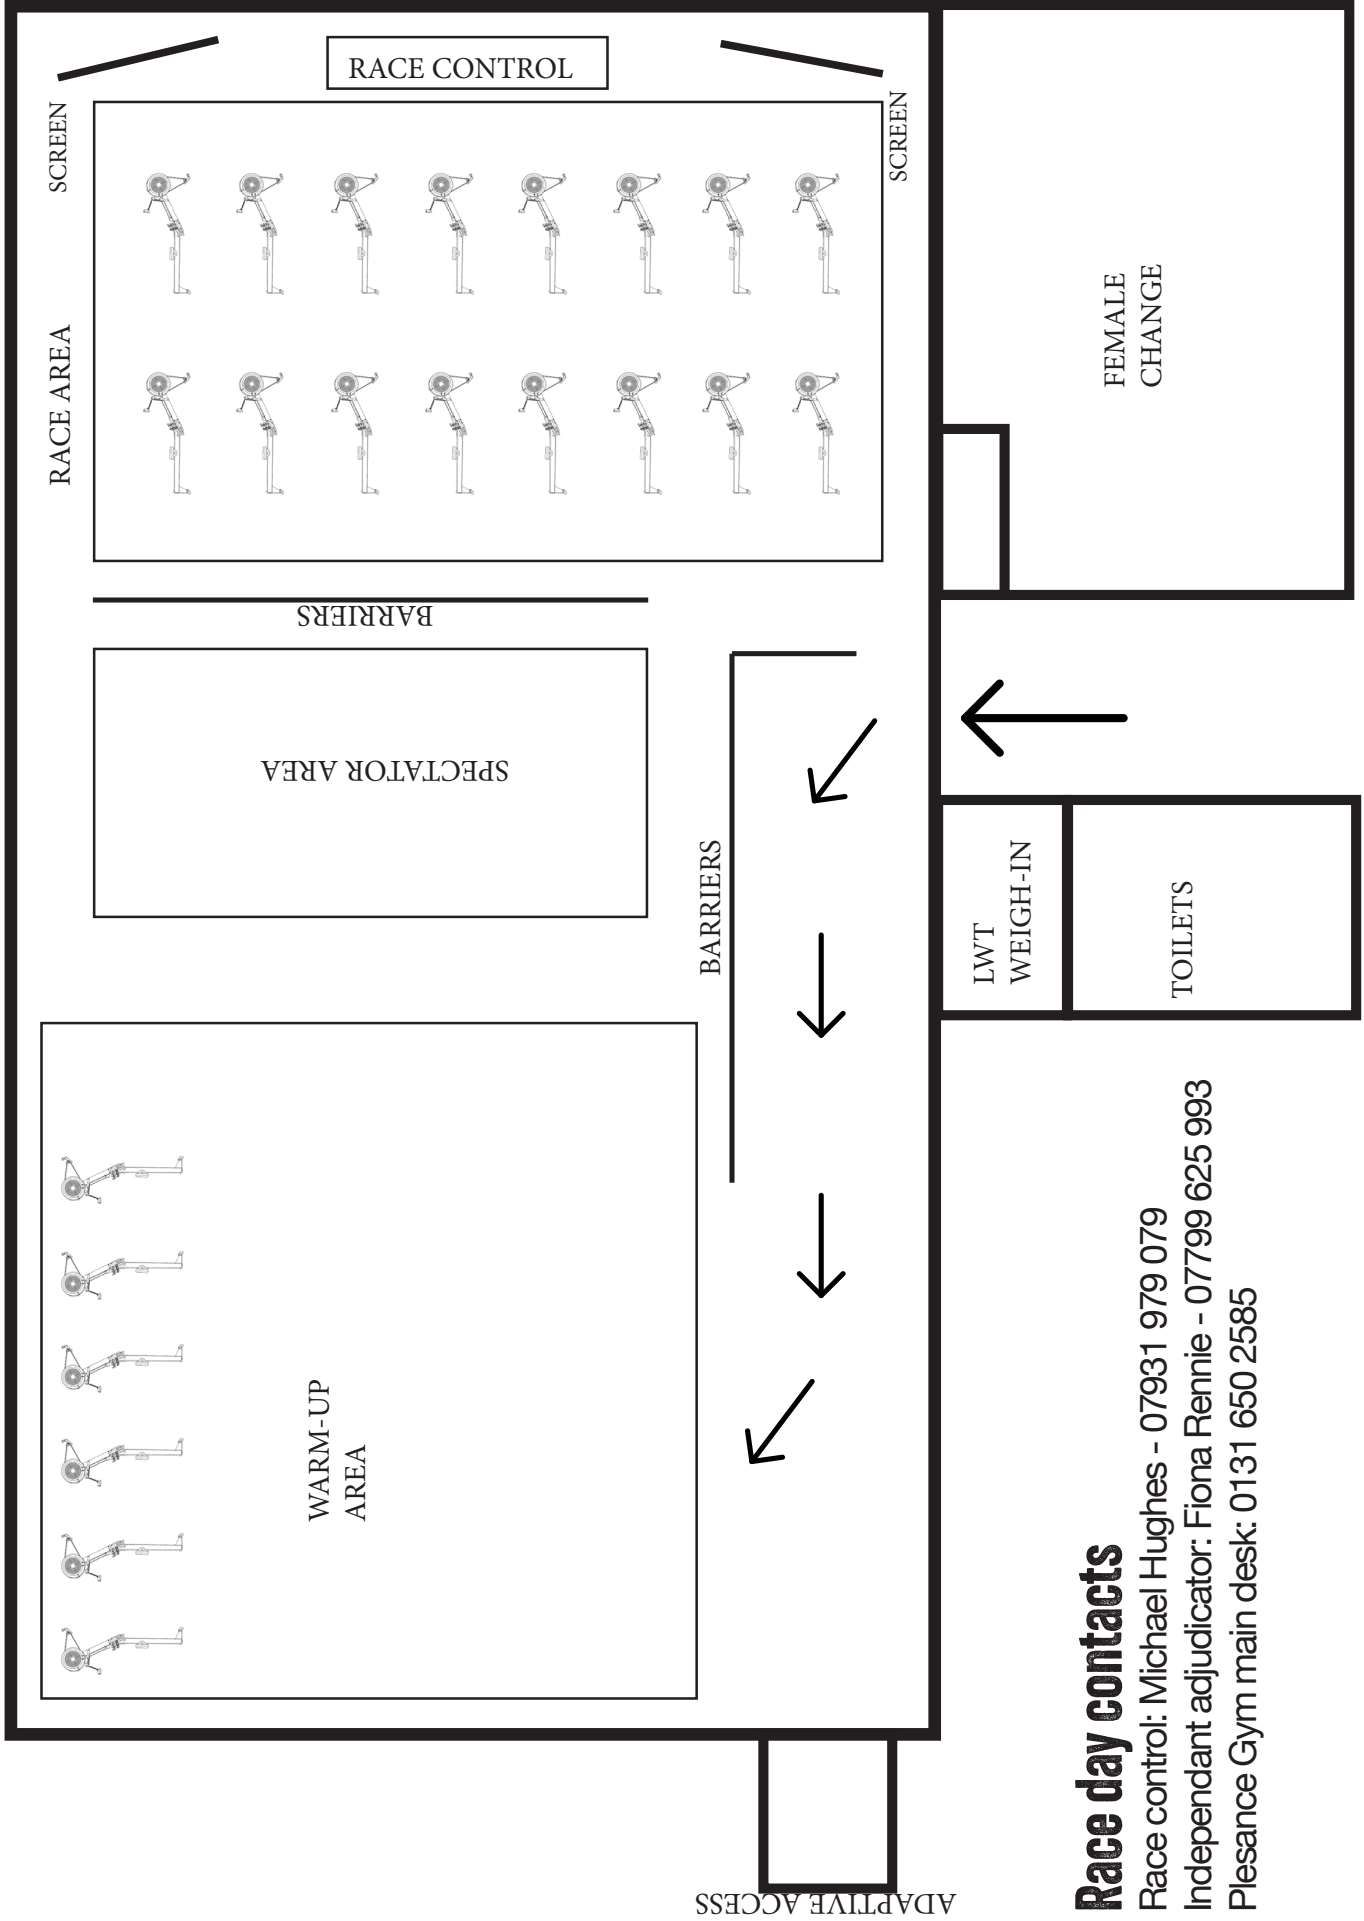 RACE CONTROL
SCREEN
SCREEN
RACE AREA
BARRIERS
SPECTATOR AREA
BARRIERS
WARM-UP
AREA
FEMALE
CHANGE
LWT
WEIGH-IN
TOILETS
ADAPTIVE ACCESS
Race day contacts
Race control: Michael Hughes - 07931 979 079
Independant adjudicator: Fiona Rennie - 07799 625 993
Plesance Gym main desk: 0131 650 2585